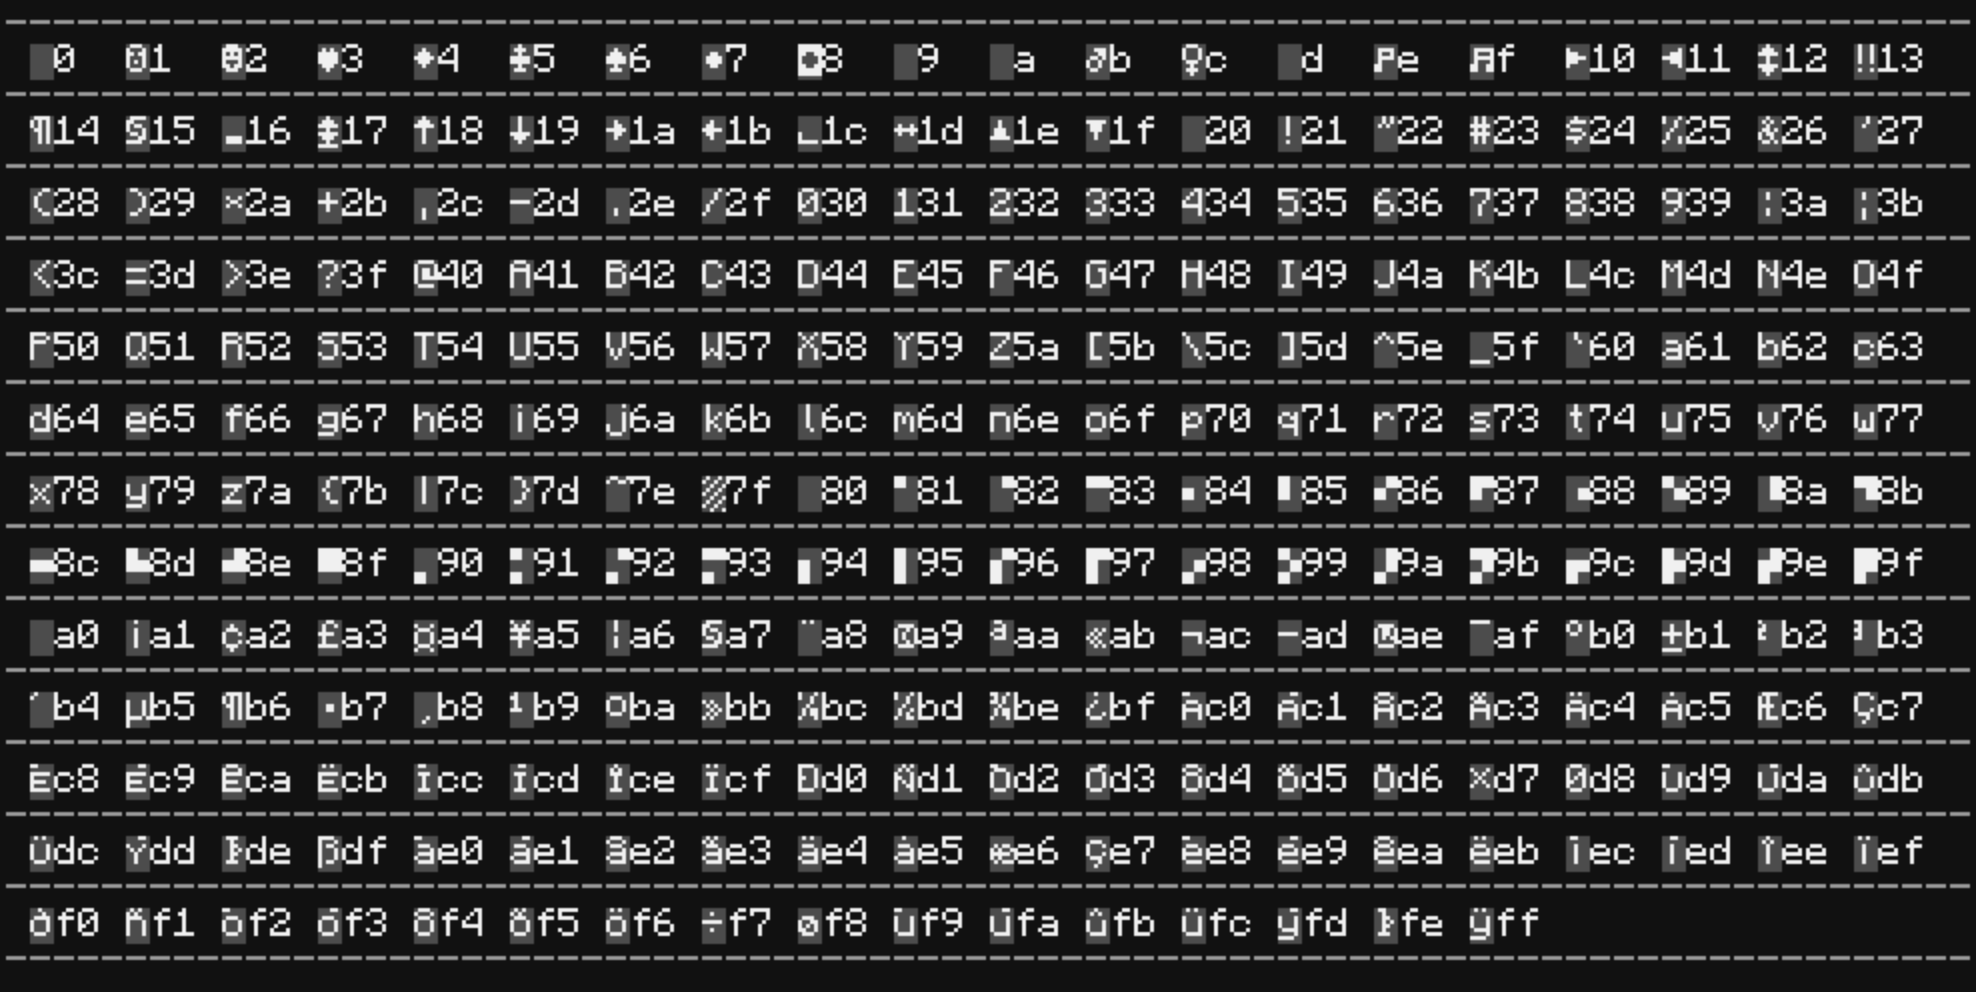 0 ☺1 ☻2 ♥3 ♦4 ♣5 ♠6 •7 ◘8 9 a ♂b ♀c d ♪e ♫f ►10 ◄11 ↕12 ‼13
¶14 §15 ▬16 ↨17 ↑18 ↓19 →1a ←1b ∟1c ↔1d ▲1e ▼1f 20 !21 "22 #23 $24 %25 &26 '27
(28 )29 *2a +2b ,2c -2d .2e /2f 030 131 232 333 434 535 636 737 838 939 :3a ;3b
<3c =3d >3e ?3f @40 A41 B42 C43 D44 E45 F46 G47 H48 I49 J4a K4b L4c M4d N4e O4f
P50 Q51 R52 S53 T54 U55 V56 W57 X58 Y59 Z5a [5b \5c ]5d ^5e _5f `60 a61 b62 c63
d64 e65 f66 g67 h68 i69 j6a k6b l6c m6d n6e o6f p70 q71 r72 s73 t74 u75 v76 w77
x78 y79 z7a {7b |7c }7d ~7e ▨7f 80 ▘81 ▝82 ▀83 ▖84 ▌85 ▞86 ▛87 ▗88 ▚89 ▐8a ▜8b
▄8c ▙8d ▟8e █8f 90 91 92 93 94 95 96 97 98 99 9a 9b 9c 9d 9e 9f
a0 ¡a1 ¢a2 £a3 ¤a4 ¥a5 ¦a6 §a7 ¨a8 ©a9 ªaa «ab ¬ac -ad ®ae ¯af °b0 ±b1 ²b2 ³b3
´b4 µb5 ¶b6 ·b7 ¸b8 ¹b9 ºba »bb ¼bc ½bd ¾be ¿bf Àc0 Ác1 Âc2 Ãc3 Äc4 Åc5 Æc6 Çc7
Èc8 Éc9 Êca Ëcb Ìcc Ícd Îce Ïcf Ðd0 Ñd1 Òd2 Ód3 Ôd4 Õd5 Öd6 ×d7 Ød8 Ùd9 Úda Ûdb
Üdc Ýdd Þde ßdf àe0 áe1 âe2 ãe3 äe4 åe5 æe6 çe7 èe8 ée9 êea ëeb ìec íed îee ïef
ðf0 ñf1 òf2 óf3 ôf4 õf5 öf6 ÷f7 øf8 ùf9 úfa ûfb üfc ýfd þfe ÿff